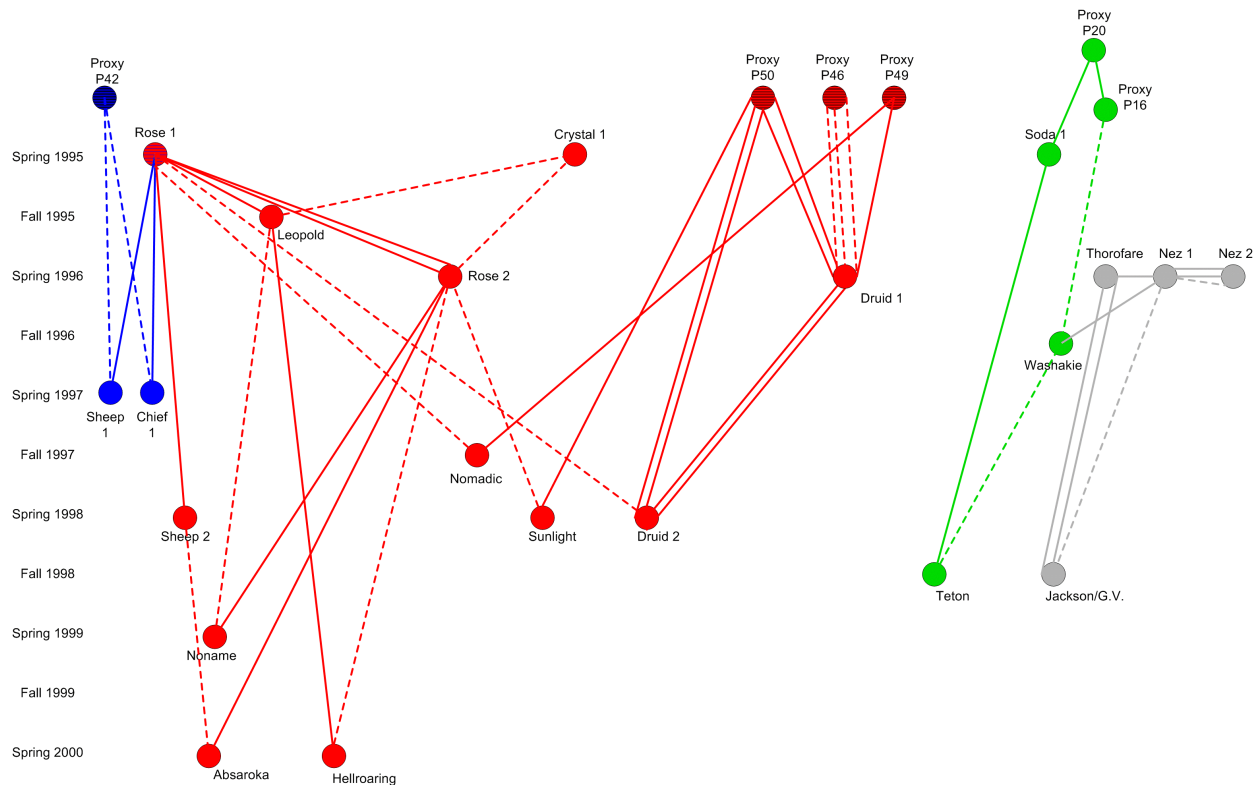 Proxy
P20
Proxy
P42
Proxy
P50
Proxy
P46
Proxy
P49
Proxy
P16
Rose 1
Crystal 1
Soda 1
Spring 1995
Fall 1995
Leopold
Spring 1996
Rose 2
Druid 1
Thorofare
Nez 1
Nez 2
Fall 1996
Washakie
Spring 1997
Sheep
1
Chief
1
Fall 1997
Nomadic
Spring 1998
Sheep 2
Sunlight
Druid 2
Fall 1998
Teton
Jackson/G.V.
Spring 1999
Noname
Fall 1999
Spring 2000
Absaroka
Hellroaring